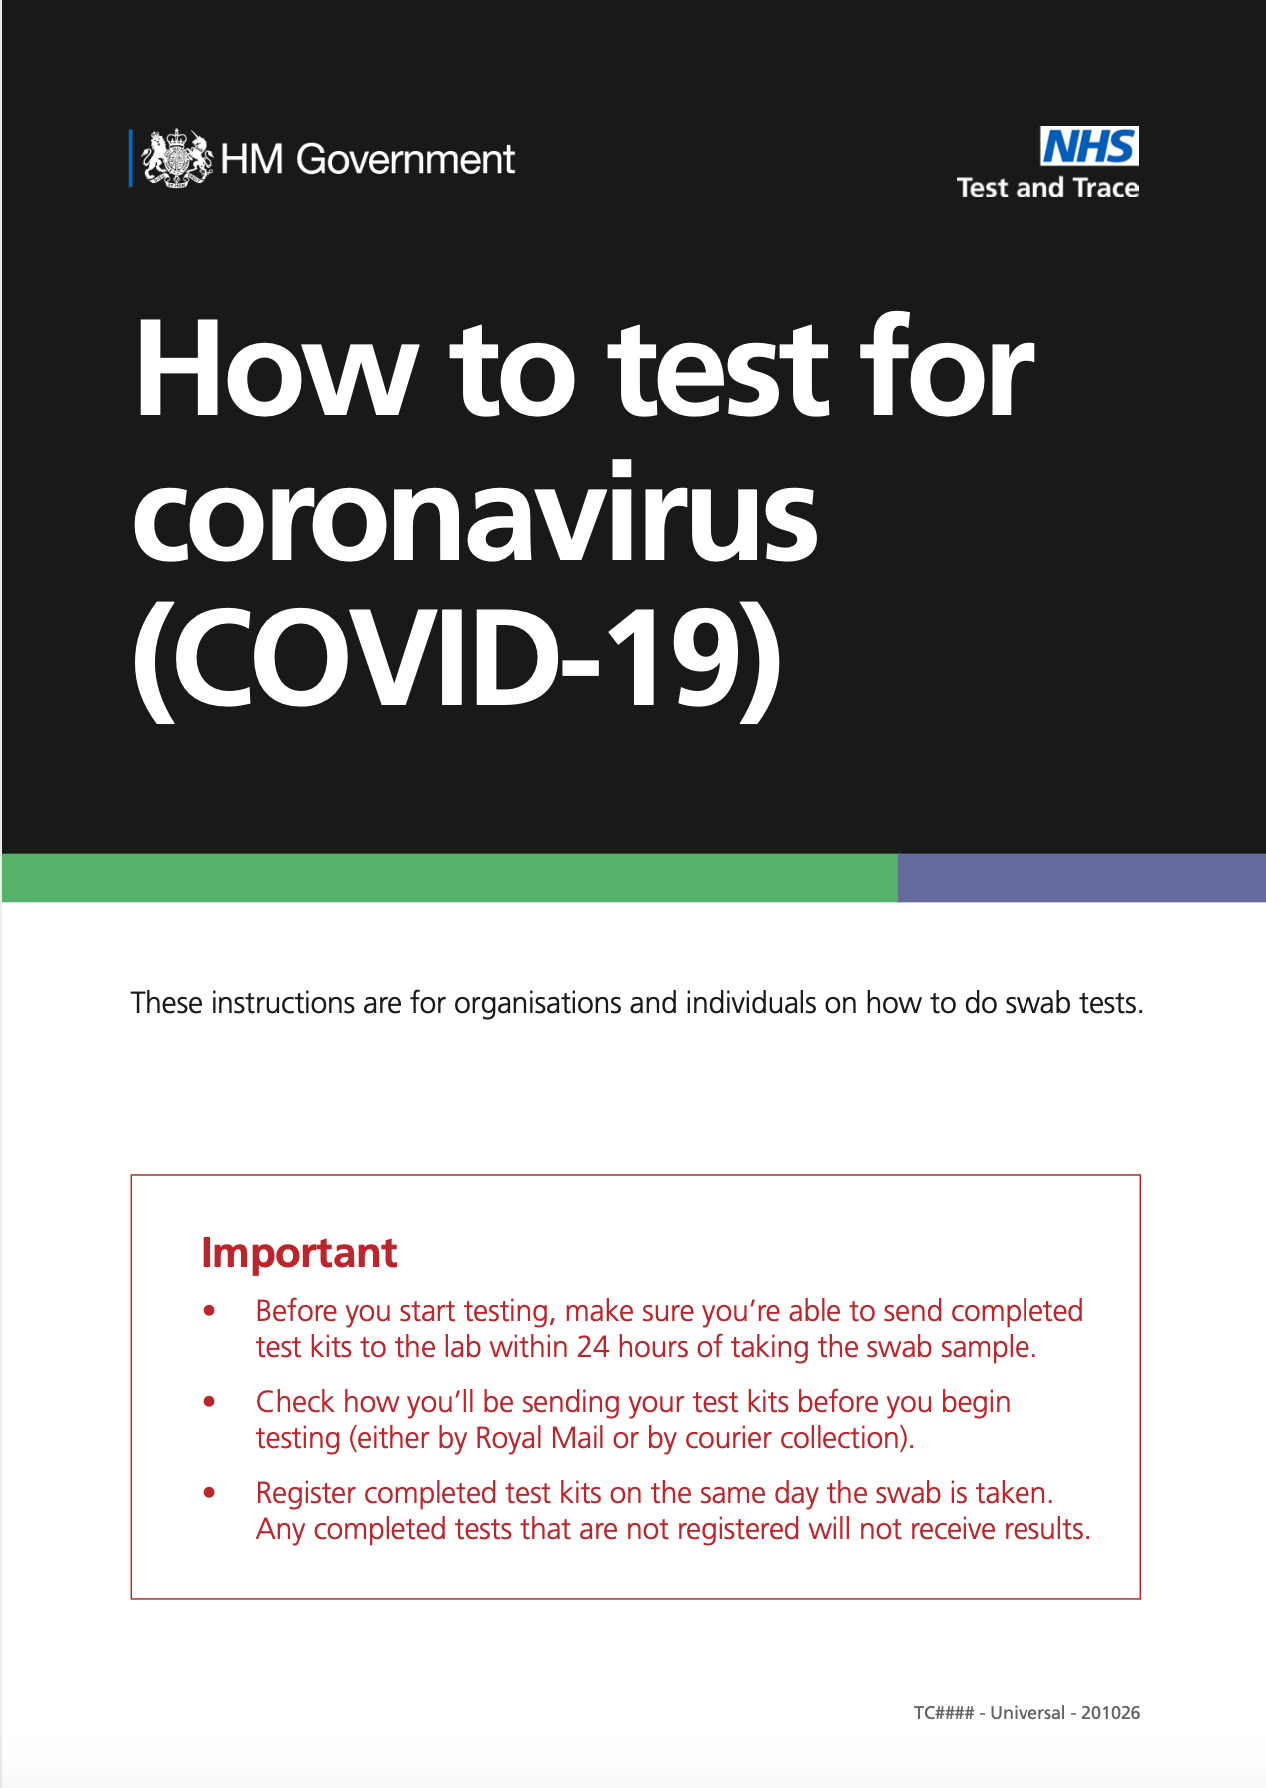 HM Government
NHS
Test and Trace
How to test for
coronavirus
(COVID-19)
These instructions are for organisations and individuals on how to do swab tests.
Important
• Before you start testing, make sure you’re able to send completed
test kits to the lab within 24 hours of taking the swab sample.
• Check how you’ll be sending your test kits before you begin
testing (either by Royal Mail or by courier collection).
• Register completed test kits on the same day the swab is taken.
Any completed tests that are not registered will not receive results.
TC#### - Universal - 201026